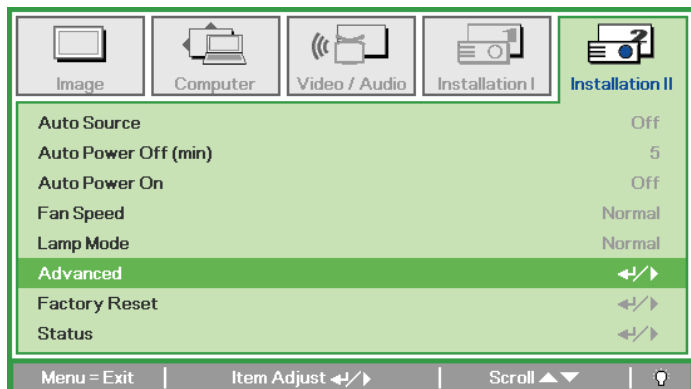 Image Computer Video / Audio Installation I Installation II
Auto Source Off
Auto Power Off (min) 5
Auto Power On Off
Fan Speed Normal
Lamp Mode Normal
Advanced
Factory Reset
Status
Menu = Exit Item Adjust Scroll